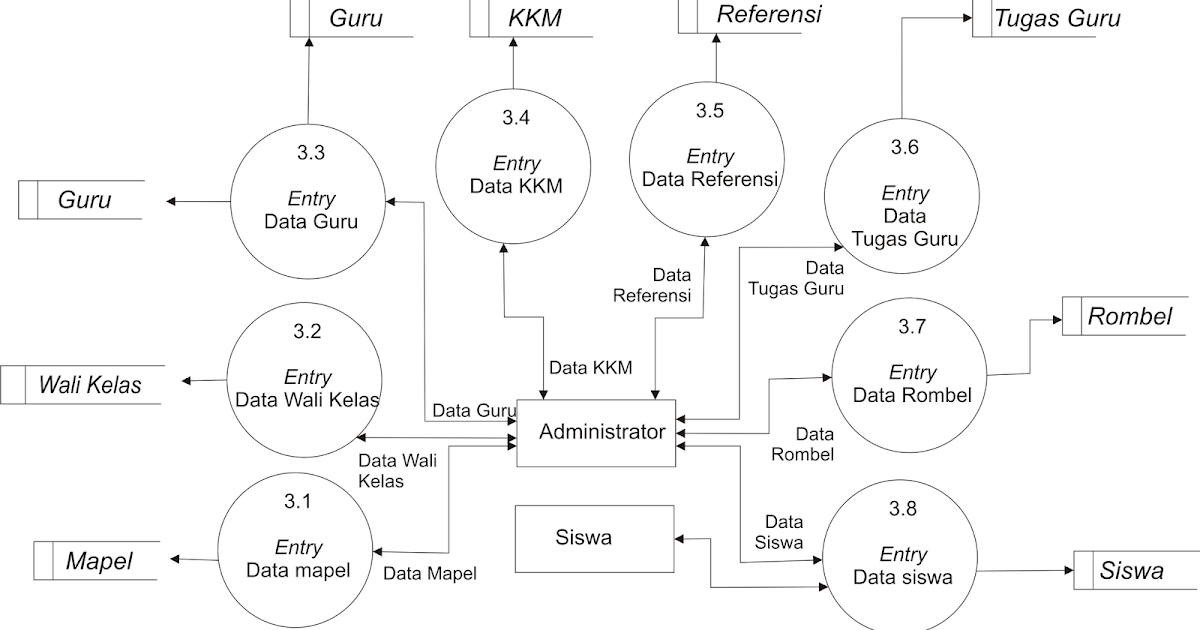 Guru
KKM
Referensi
Tugas Guru
3.3
Entry
Data Guru
3.4
Entry
Data KKM
3.5
Entry
Data Referensi
3.6
Entry
Data
Tugas Guru
Guru
Data
Referensi
Data
Tugas Guru
3.2
Entry
Data Wali Kelas
Wali Kelas
3.7
Entry
Data Rombel
Rombel
Data KKM
Data Guru
Administrator
Data Wali
Kelas
Data
Rombel
3.1
Entry
Data mapel
Mapel
Data Mapel
Siswa
Data
Siswa
3.8
Entry
Data siswa
Siswa